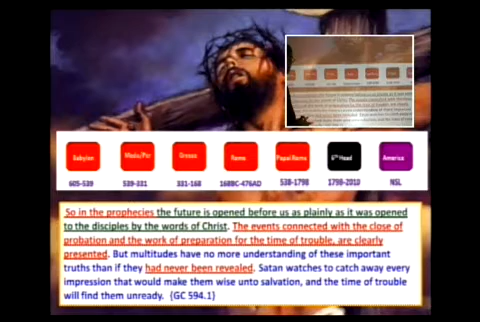 Babylon
Media/Per
Greece
Rome
Papal Rome
6th Head
America
605-539
539-331
331-168
168BC-476AD
538-1798
1798-2010
NSL
So in the prophecies the future is opened before us as plainly as it was opened
to the disciples by the words of Christ. The events connected with the close of
probation and the work of preparation for the time of trouble, are clearly
presented. But multitudes have no more understanding of these important
truths than if they had never been revealed. Satan watches to catch away every
impression that would make them wise unto salvation, and the time of trouble
will find them unready. {GC 594.1}